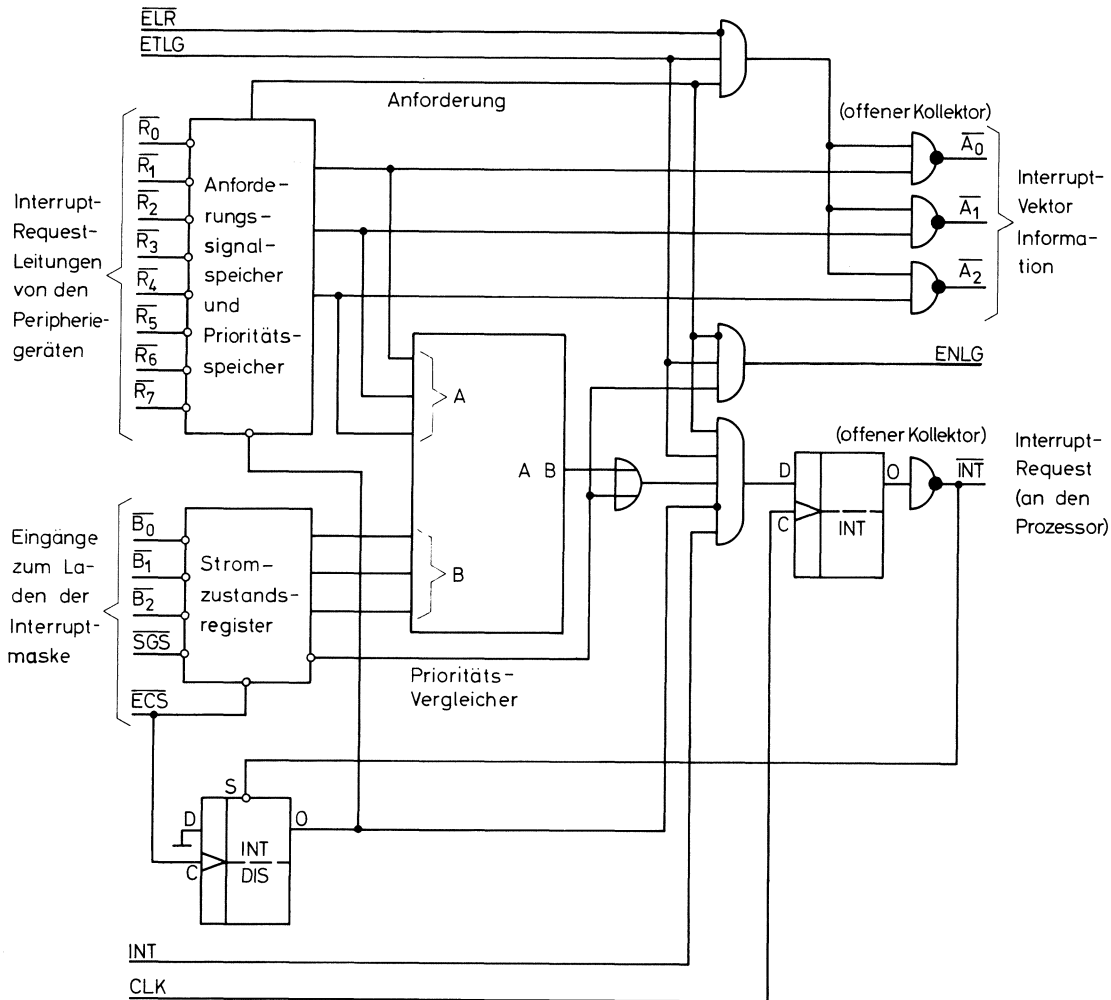 ELR
ETLG
Anforderung
(offener Kollektor)
R0
R1
R2
R3
R4
R5
R6
R7
Interrupt-
Request-
Leitungen
von den
Peripherie-
geräten
Anforde-
rungs-
signal-
speicher
und
Prioritäts-
speicher
A0
A1
A2
Interrupt-
Vektor
Informa-
tion
A
ENLG
A B
B
(offener Kollektor)
D
C
INT
O
INT
Interrupt-
Request
(an den
Prozessor)
Eingänge
zum La-
den der
Interrupt-
maske
B0
B1
B2
SGS
ECS
Strom-
zustands-
register
Prioritäts-
Vergleicher
S
D
C
INT
DIS
O
INT
CLK